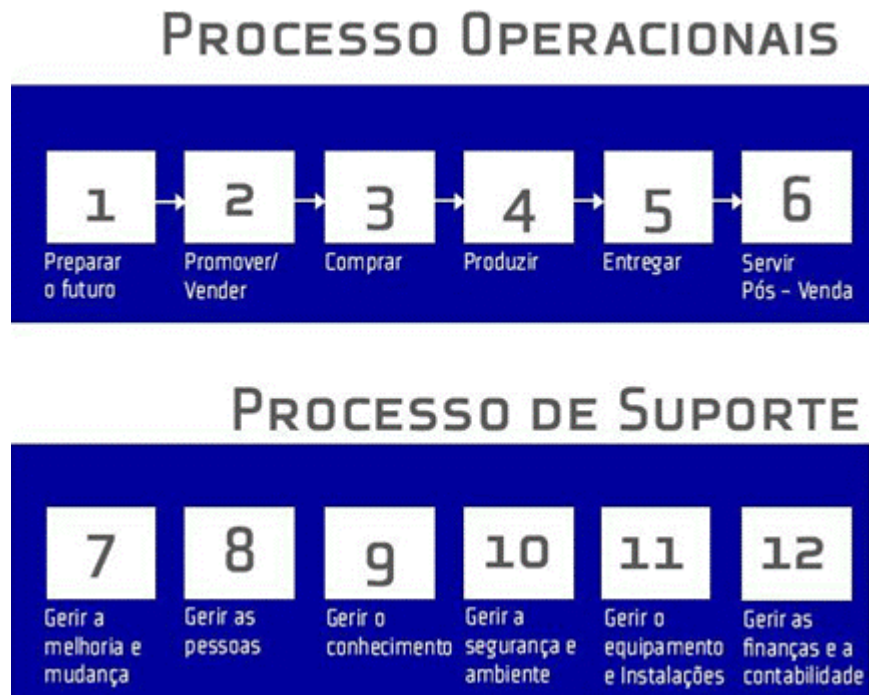 PROCESSO OPERACIONAIS
1
2
3
4
5
6
Preparar
o futuro
Promover/
Vender
Comprar
Produzir
Entregar
Servir
Pós – Venda
PROCESSO DE SUPORTE
7
8
9
10
11
12
Gerir a
melhoria e
mudança
Gerir as
pessoas
Gerir o
conhecimento
Gerir a
segurança e
ambiente
Gerir o
equipamento
e Instalações
Gerir as
finanças e a
contabilidade